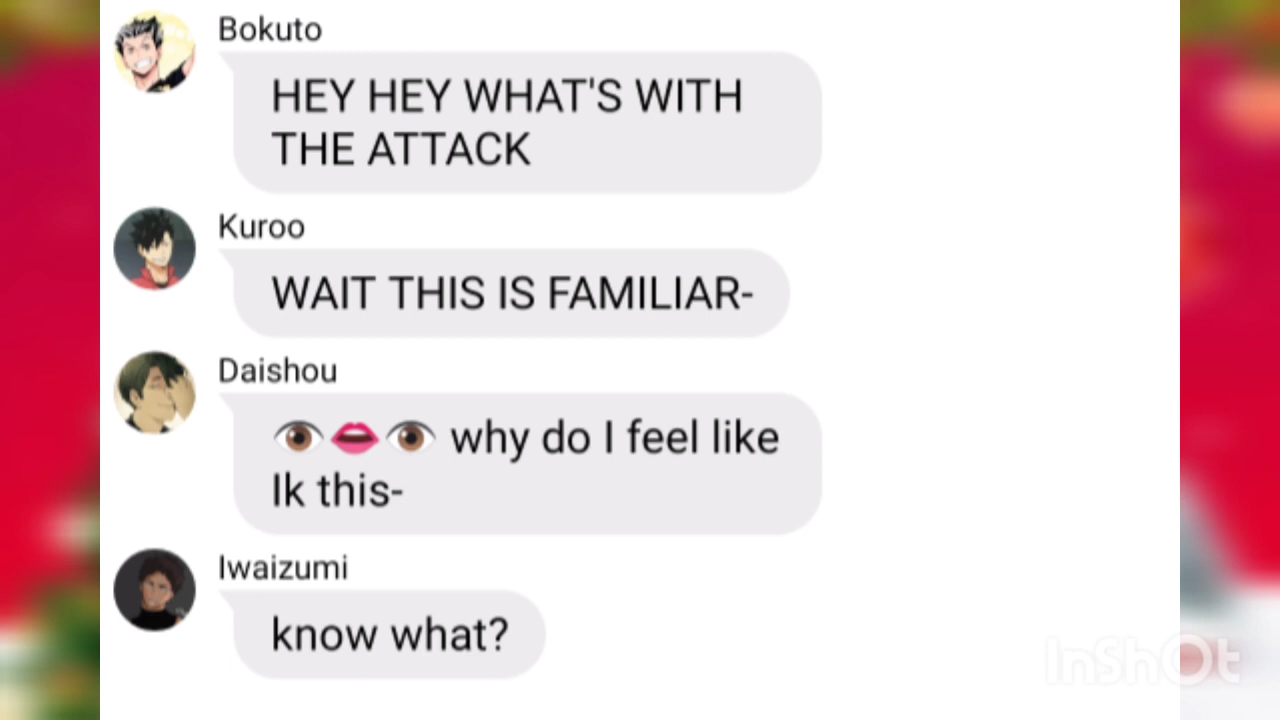 Bokuto
HEY HEY WHAT'S WITH
THE ATTACK
Kuroo
WAIT THIS IS FAMILIAR-
Daishou
👁️👄👁️ why do I feel like
Ik this-
Iwaizumi
know what?
InShOt